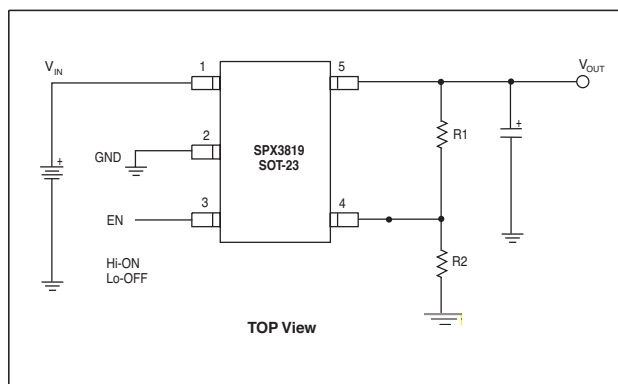 V_IN
1
5
V_OUT
+
2
SPX3819
SOT-23
R1
+
GND
3
4
EN
Hi-ON
Lo-OFF
R2
TOP View